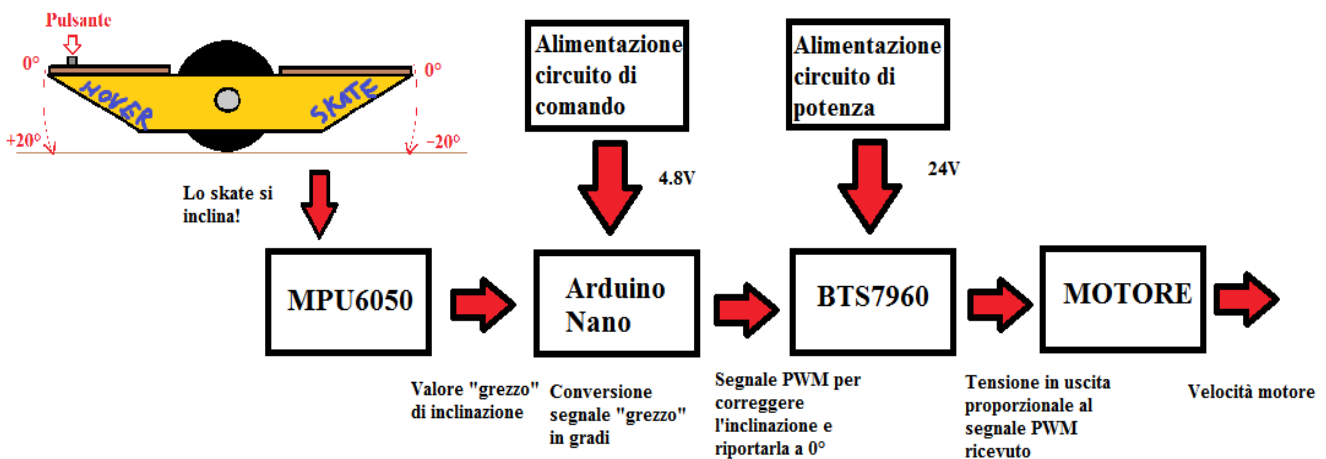 Pulsante
0°
0°
HOVER
SKATE
+20°
-20°
Lo skate si
inclina!
Alimentazione
circuito di
comando
4.8V
Alimentazione
circuito di
potenza
24V
MPU6050
Arduino
Nano
BTS7960
MOTORE
Valore "grezzo"
di inclinazione
Conversione
segnale "grezzo"
in gradi
Segnale PWM per
correggere
l'inclinazione e
riportarla a 0°
Tensione in uscita
proporzionale al
segnale PWM
ricevuto
Velocità motore